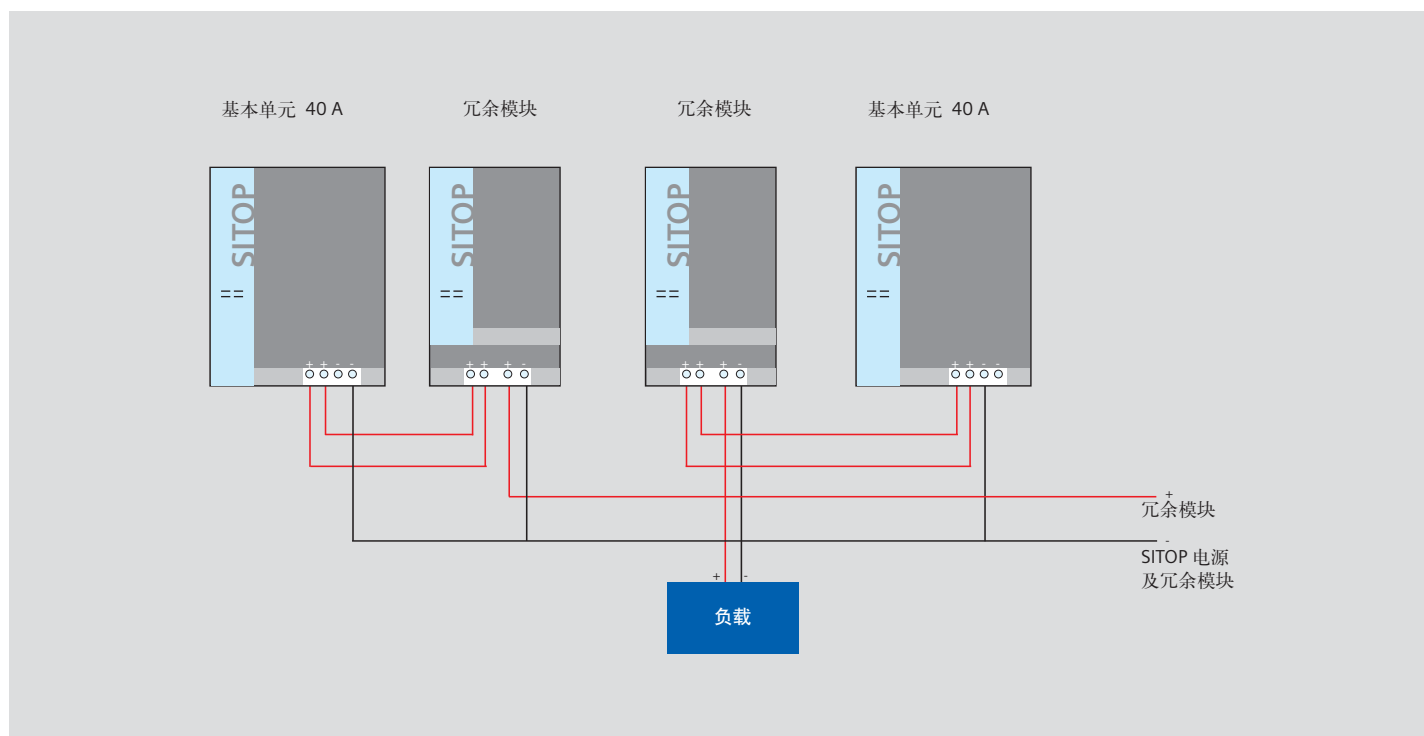 基本单元 40 A
冗余模块
冗余模块
基本单元 40 A
SITOP
SITOP
SITOP
SITOP
+ + - -
+ + + -
+ + + -
+ + - -
+
冗余模块
-
SITOP 电源
及冗余模块
+ -
负载